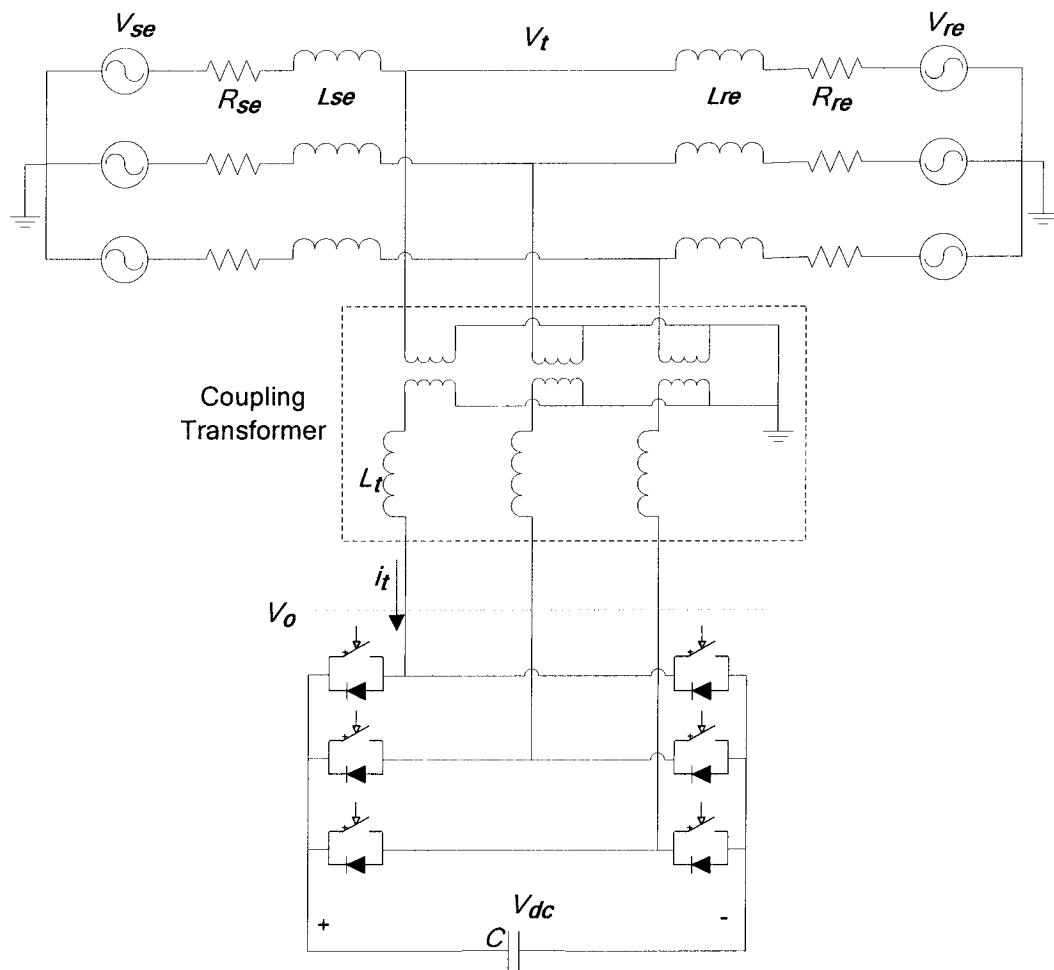 Vse
Vt
Vre
Rse
Lse
Lre
Rre
Coupling
Transformer
Lt
it
Vo
+
+
+
+
+
+
+
Vdc
-
C